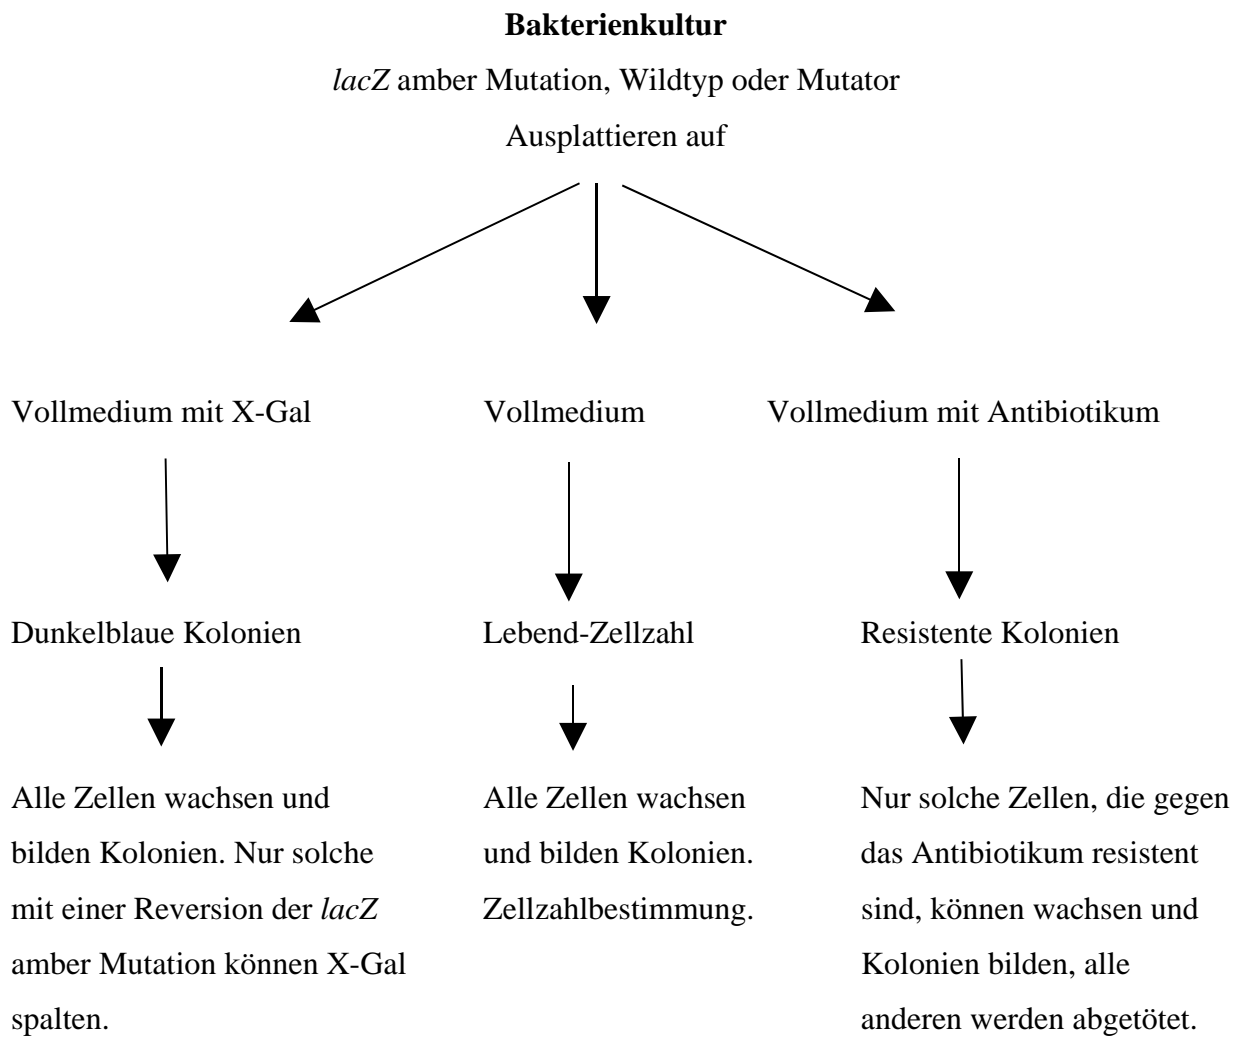 Bakterienkultur
lacZ amber Mutation, Wildtyp oder Mutator
Ausplattieren auf
Vollmedium mit X-Gal
Vollmedium
Vollmedium mit Antibiotikum
Dunkelblaue Kolonien
Lebend-Zellzahl
Resistente Kolonien
Alle Zellen wachsen und
bilden Kolonien. Nur solche
mit einer Reversion der lacZ
amber Mutation können X-Gal
spalten.
Alle Zellen wachsen
und bilden Kolonien.
Zellzahlbestimmung.
Nur solche Zellen, die gegen
das Antibiotikum resistent
sind, können wachsen und
Kolonien bilden, alle
anderen werden abgetötet.